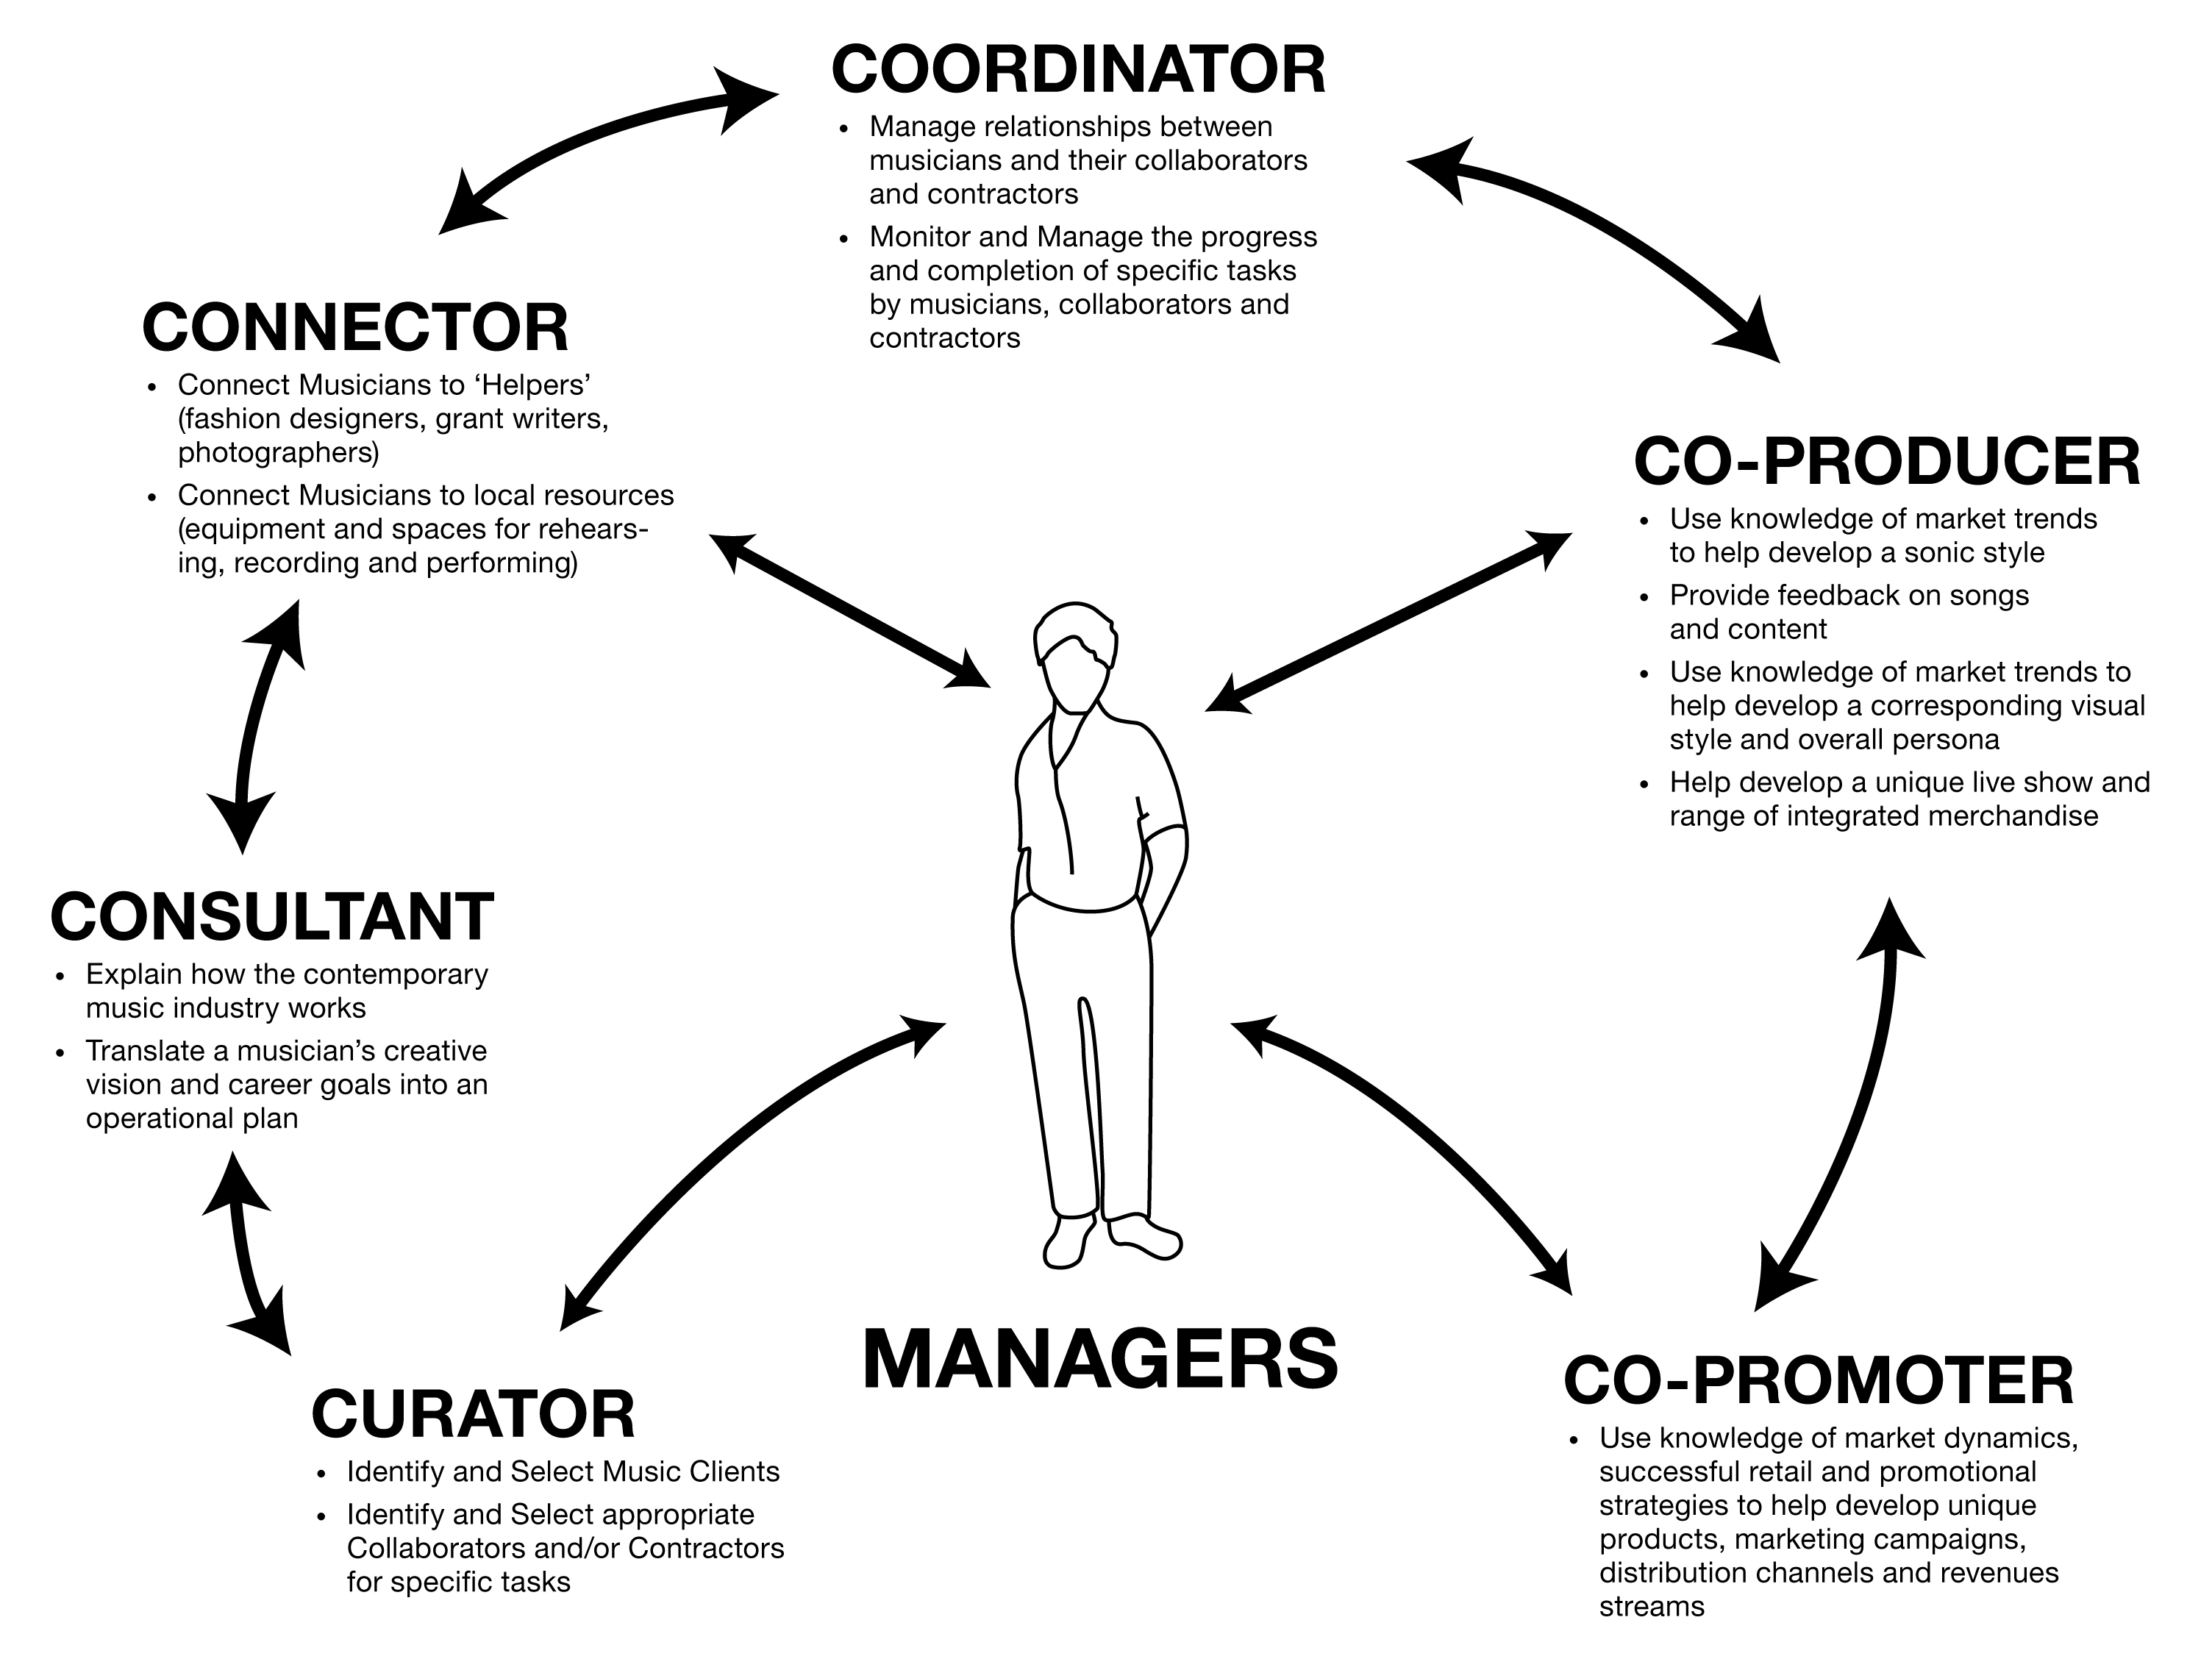 COORDINATOR
• Manage relationships between
musicians and their collaborators
and contractors
• Monitor and Manage the progress
and completion of specific tasks
by musicians, collaborators and
contractors
CONNECTOR
• Connect Musicians to ‘Helpers’
(fashion designers, grant writers,
photographers)
• Connect Musicians to local resources
(equipment and spaces for rehears-
ing, recording and performing)
CO-PRODUCER
• Use knowledge of market trends
to help develop a sonic style
• Provide feedback on songs
and content
• Use knowledge of market trends to
help develop a corresponding visual
style and overall persona
• Help develop a unique live show and
range of integrated merchandise
CONSULTANT
• Explain how the contemporary
music industry works
• Translate a musician’s creative
vision and career goals into an
operational plan
MANAGERS
CURATOR
• Identify and Select Music Clients
• Identify and Select appropriate
Collaborators and/or Contractors
for specific tasks
CO-PROMOTER
• Use knowledge of market dynamics,
successful retail and promotional
strategies to help develop unique
products, marketing campaigns,
distribution channels and revenues
streams